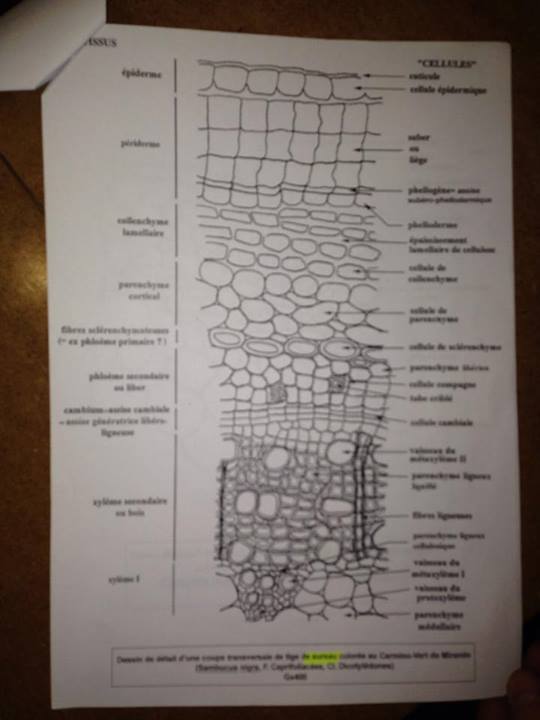 TISSUS
"CELLULES"
épiderme
cuticule
cellule épidermique
périderme
suber
ou
liège
phellogène= assise
subéro-phellodermique
phelloderme
collenchyme
lamellaire
épaississement
lamellaire de cellulose
cellule de
collenchyme
parenchyme
cortical
cellule de
parenchyme
fibres sclérenchymateuses
(= ex phloème primaire ?)
cellule de sclérenchyme
parenchyme libérien
phloème secondaire
ou liber
cellule compagne
tube criblé
cambium=assise cambiale
=assise génératrice libéro-
ligneuse
cellule cambiale
vaisseau du
métaxylème II
parenchyme ligneux
lignifié
xylème secondaire
ou bois
fibres ligneuses
parenchyme ligneux
cellulosique
xylème I
vaisseau du
métaxylème I
vaisseau du
protoxylème
parenchyme
médullaire
Dessin de détail d'une coupe transversale de tige de sureau colorée au Carmino-Vert de Mirande
(Sambucus nigra, F. Caprifoliacées, Cl. Dicotylédones)
Gx400